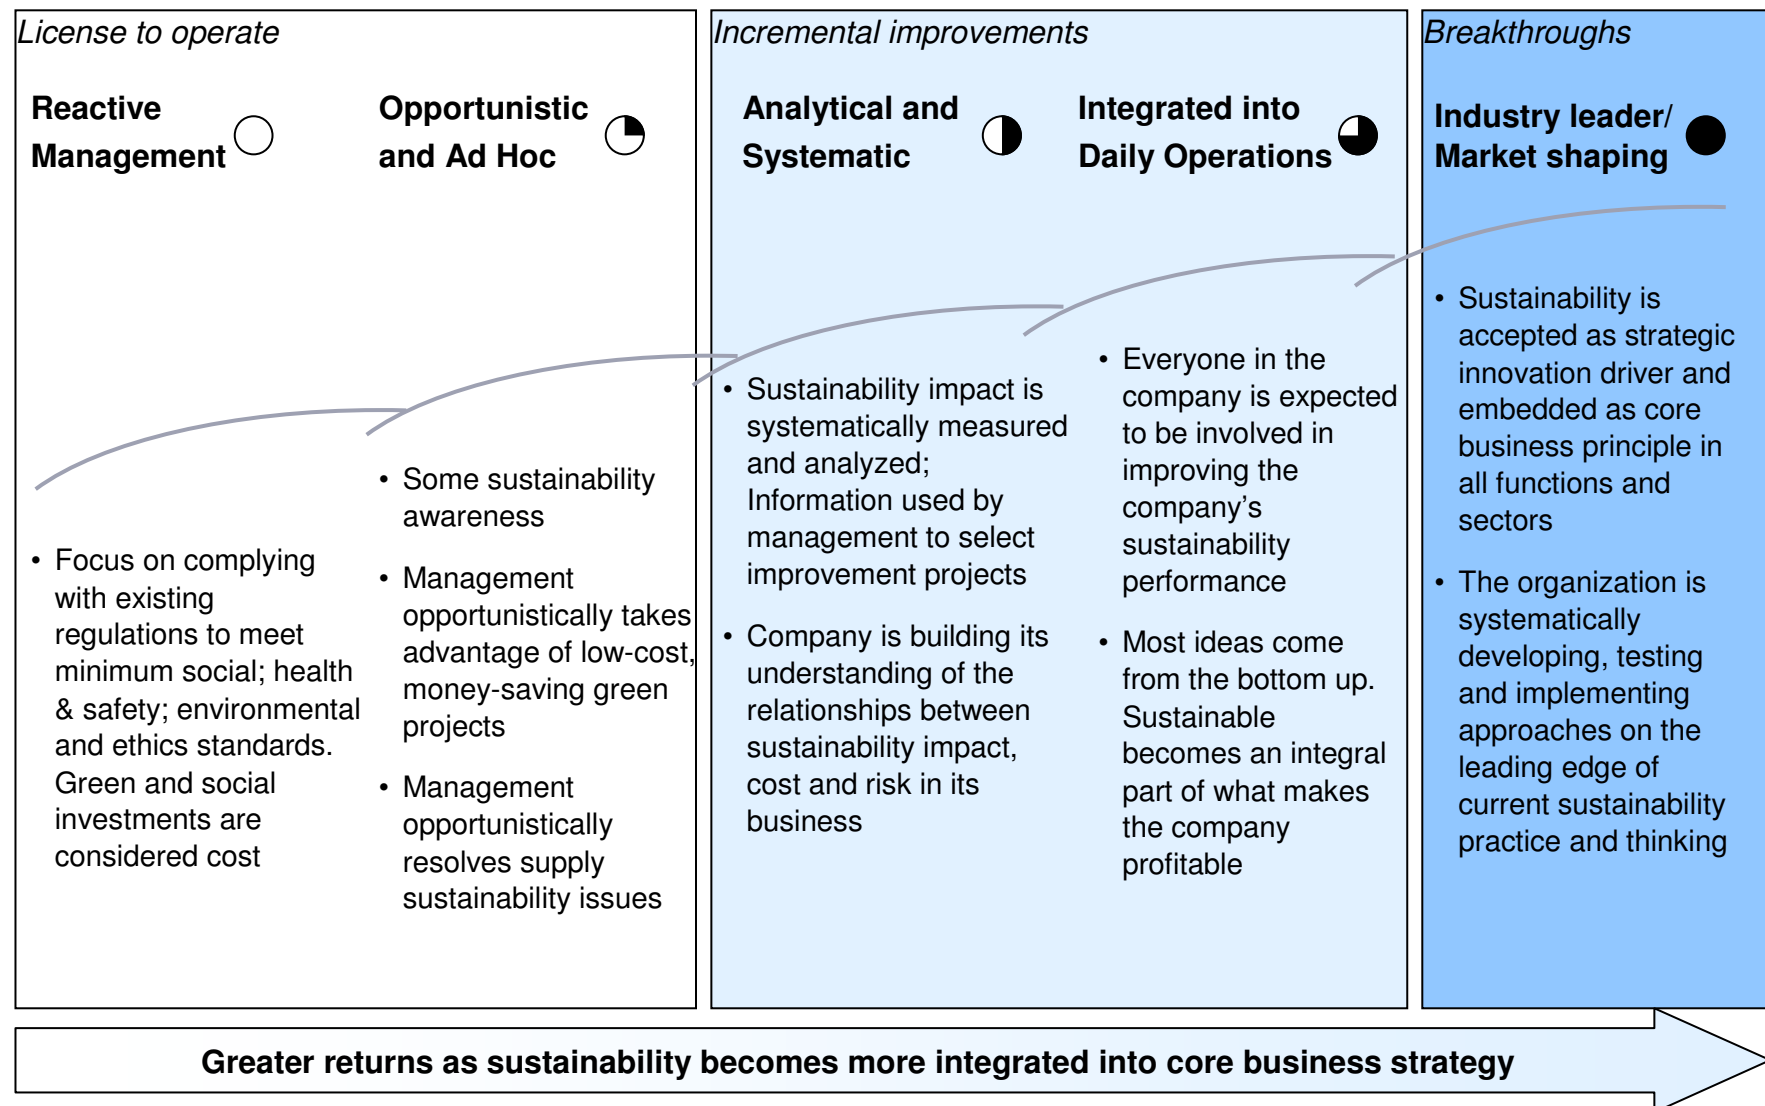 License to operate
Reactive
Management
Opportunistic
and Ad Hoc
• Focus on complying
with existing
regulations to meet
minimum social; health
& safety; environmental
and ethics standards.
Green and social
investments are
considered cost
• Some sustainability
awareness
• Management
opportunistically takes
advantage of low-cost,
money-saving green
projects
• Management
opportunistically
resolves supply
sustainability issues
Incremental improvements
Analytical and
Systematic
Integrated into
Daily Operations
• Sustainability impact is
systematically measured
and analyzed;
Information used by
management to select
improvement projects
• Company is building its
understanding of the
relationships between
sustainability impact,
cost and risk in its
business
• Everyone in the
company is expected
to be involved in
improving the
company’s
sustainability
performance
• Most ideas come
from the bottom up.
Sustainable
becomes an integral
part of what makes
the company
profitable
Breakthroughs
Industry leader/
Market shaping
• Sustainability is
accepted as strategic
innovation driver and
embedded as core
business principle in
all functions and
sectors
• The organization is
systematically
developing, testing
and implementing
approaches on the
leading edge of
current sustainability
practice and thinking
Greater returns as sustainability becomes more integrated into core business strategy